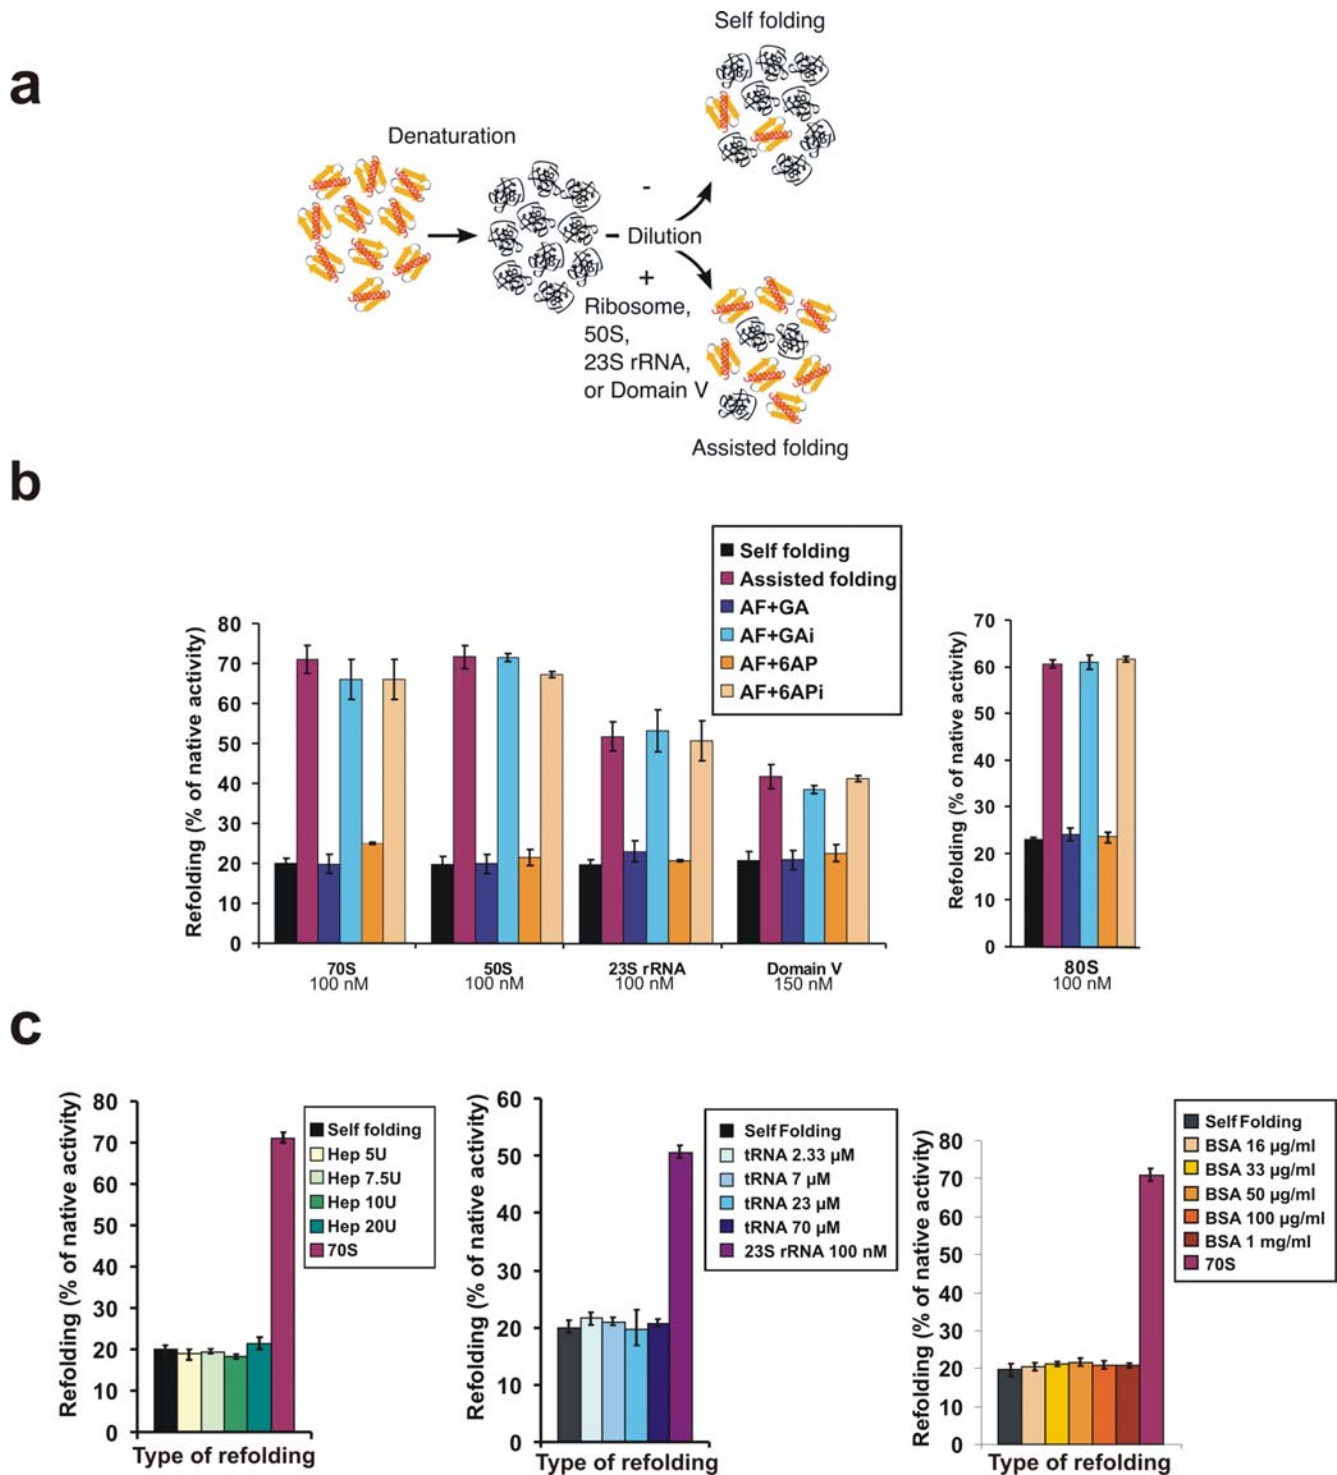 a
Self folding
Denaturation
-
Dilution
+
Ribosome,
50S,
23S rRNA,
or Domain V
Assisted folding
b
Self folding
Assisted folding
AF+GA
AF+GAi
AF+6AP
AF+6APi
Refolding (% of native activity)
80
70
60
50
40
30
20
10
0
70S
100 nM
50S
100 nM
23S rRNA
100 nM
Domain V
150 nM
Refolding (% of native activity)
70
60
50
40
30
20
10
0
80S
100 nM
c
Refolding (% of native activity)
80
70
60
50
40
30
20
10
0
Type of refolding
Self folding
Hep 5U
Hep 7.5U
Hep 10U
Hep 20U
70S
Refolding (% of native activity)
60
50
40
30
20
10
0
Type of refolding
Self Folding
tRNA 2.33 µM
tRNA 7 µM
tRNA 23 µM
tRNA 70 µM
23S rRNA 100 nM
Refolding (% of native activity)
80
70
60
50
40
30
20
10
0
Type of refolding
Self Folding
BSA 16 µg/ml
BSA 33 µg/ml
BSA 50 µg/ml
BSA 100 µg/ml
BSA 1 mg/ml
70S